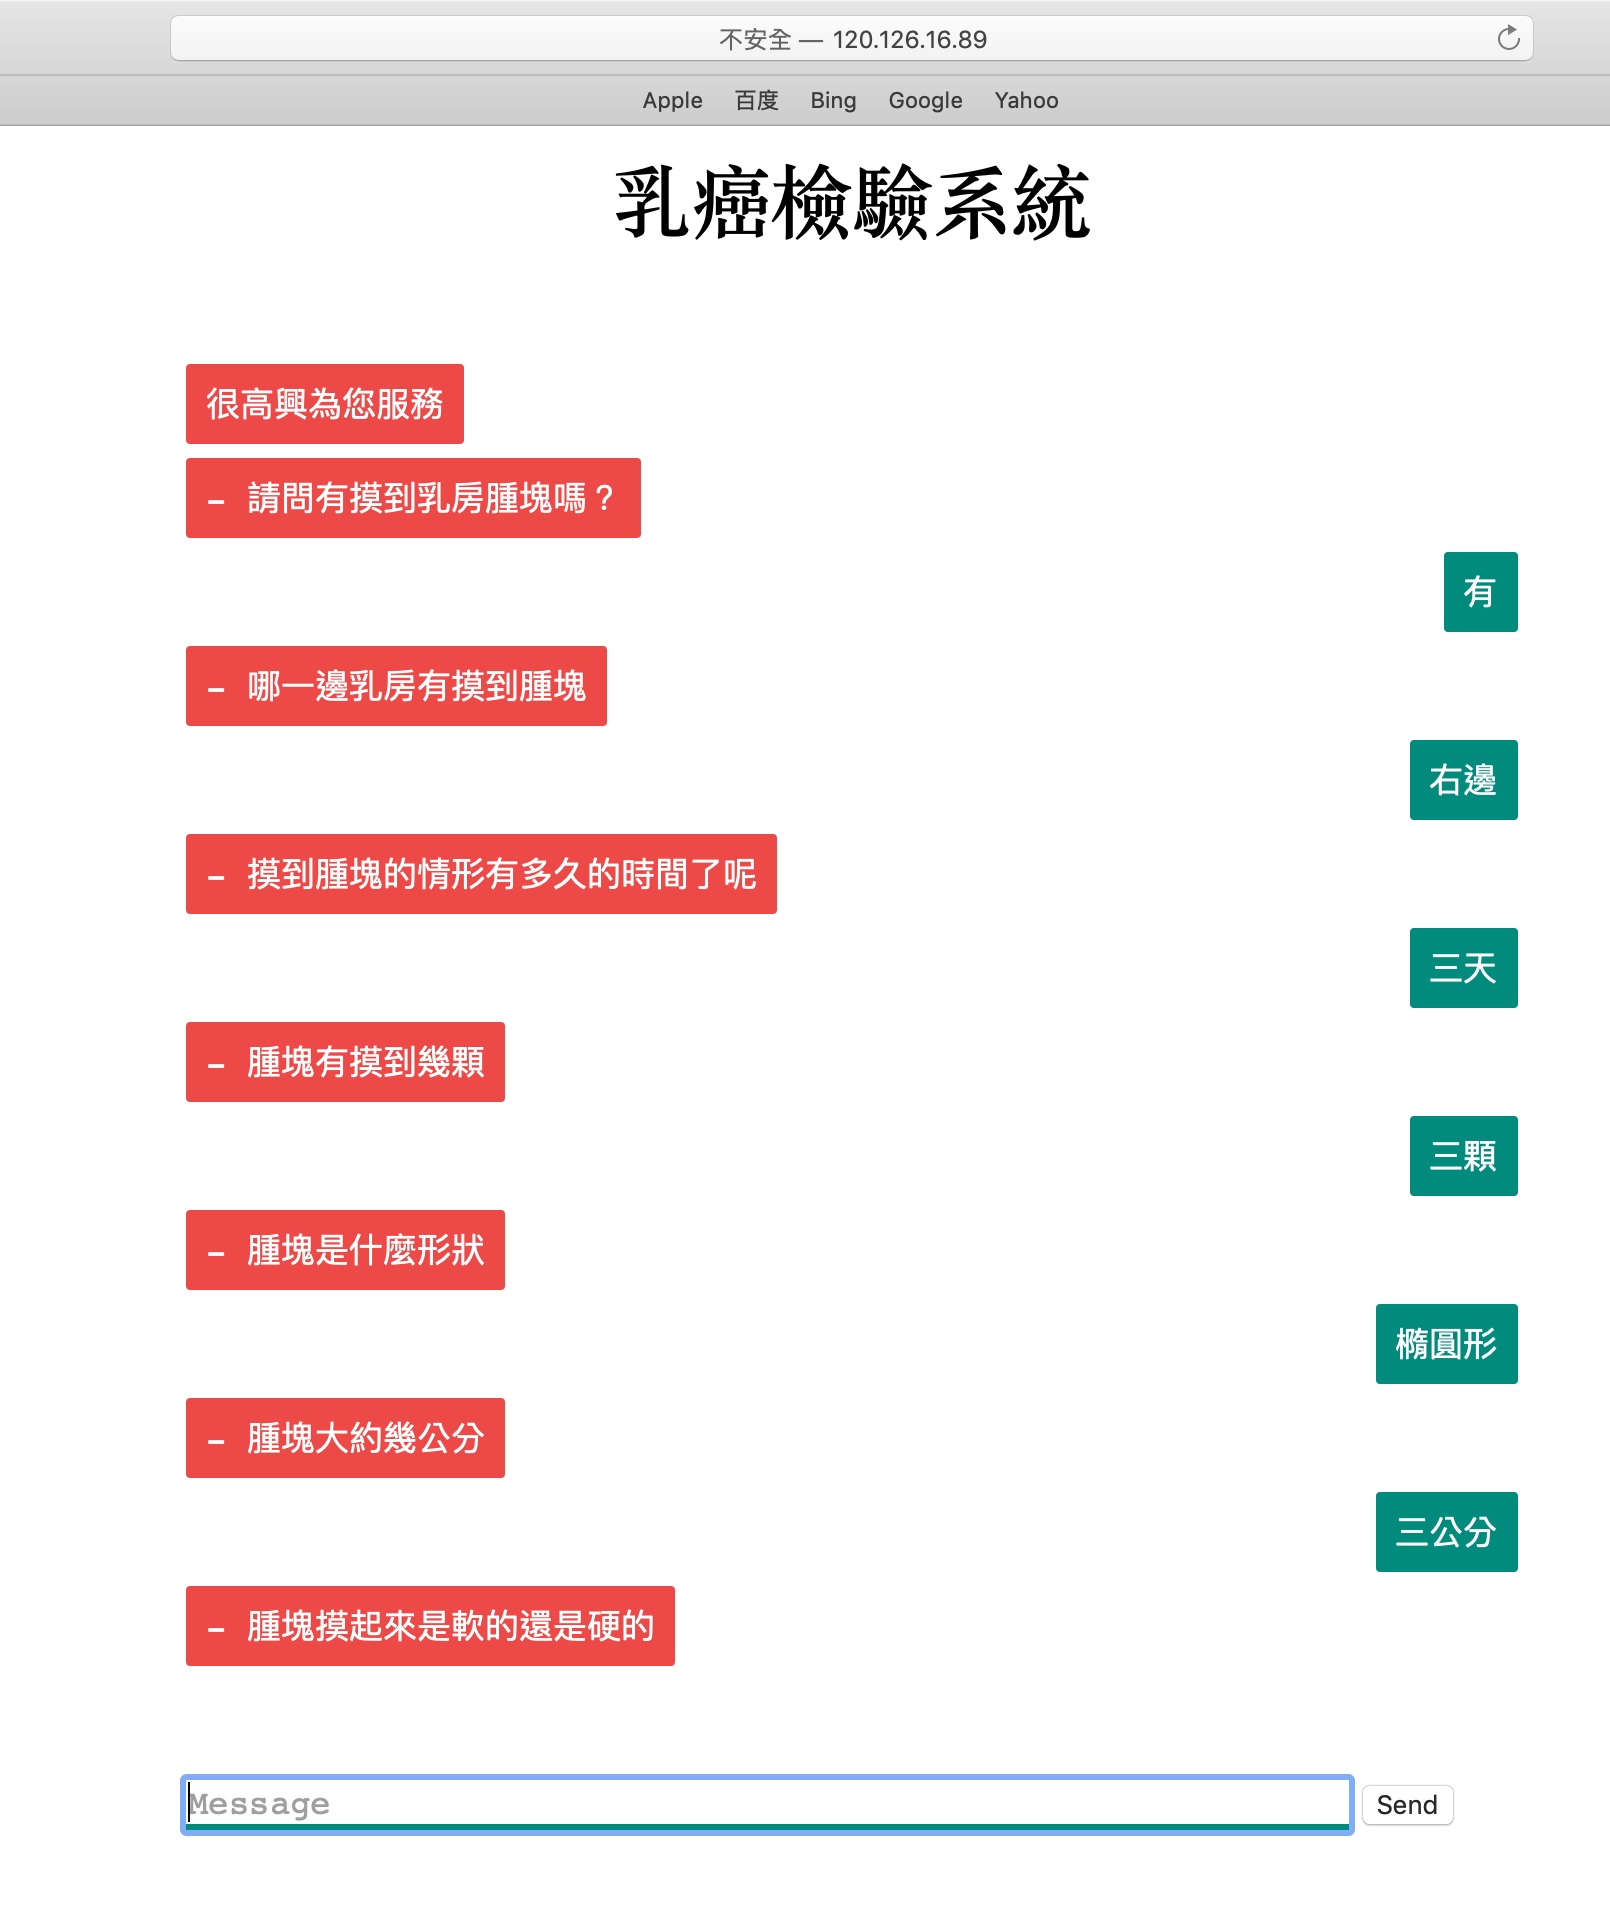 不安全 — 120.126.16.89
Apple 百度 Bing Google Yahoo
乳癌檢驗系統
很高興為您服務
- 請問有摸到乳房腫塊嗎？
有
- 哪一邊乳房有摸到腫塊
右邊
- 摸到腫塊的情形有多久的時間了呢
三天
- 腫塊有摸到幾顆
三顆
- 腫塊是什麼形狀
橢圓形
- 腫塊大約幾公分
三公分
- 腫塊摸起來是軟的還是硬的
Message
Send